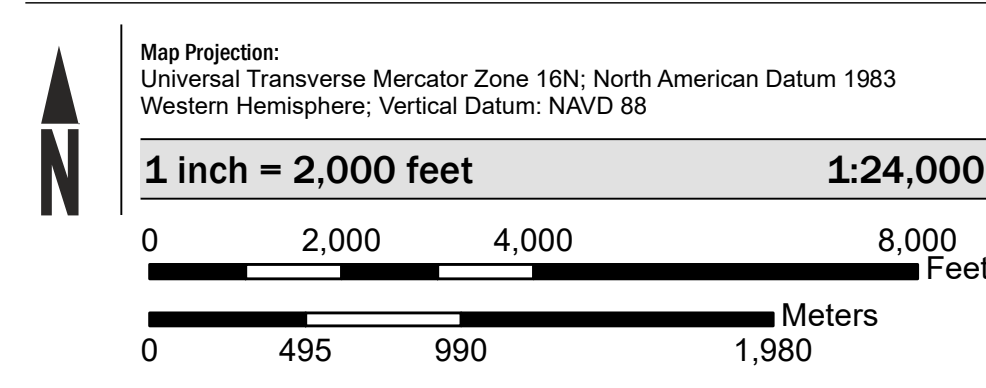 Map Projection:
Universal Transverse Mercator Zone 16N; North American Datum 1983
Western Hemisphere; Vertical Datum: NAVD 88
N
1 inch = 2,000 feet 1:24,000
0 2,000 4,000 8,000
Feet
Meters
0 495 990 1,980